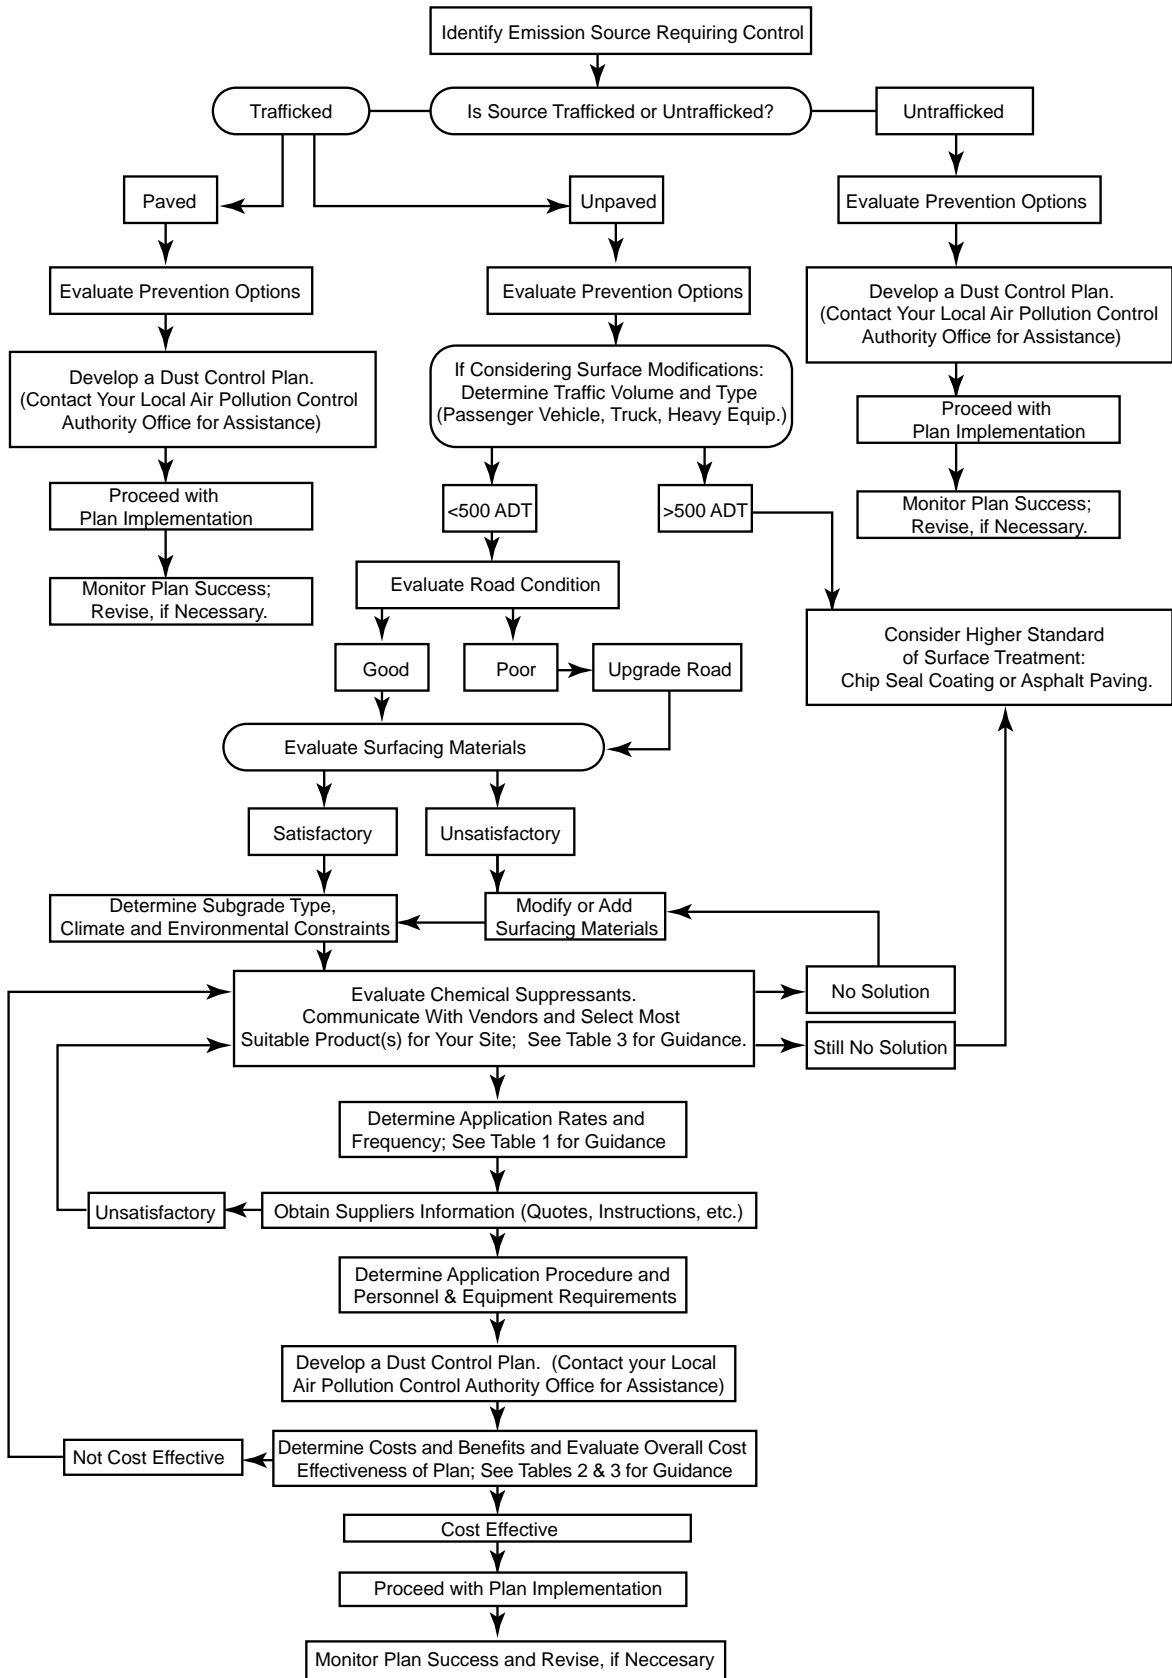 Identify Emission Source Requiring Control
Trafficked
Is Source Trafficked or Untrafficked?
Untrafficked
Paved
Unpaved
Evaluate Prevention Options
Evaluate Prevention Options
Evaluate Prevention Options
Develop a Dust Control Plan.
(Contact Your Local Air Pollution Control
Authority Office for Assistance)
If Considering Surface Modifications:
Determine Traffic Volume and Type
(Passenger Vehicle, Truck, Heavy Equip.)
Develop a Dust Control Plan.
(Contact Your Local Air Pollution Control
Authority Office for Assistance)
Proceed with
Plan Implementation
Proceed with
Plan Implementation
<500 ADT
>500 ADT
Monitor Plan Success;
Revise, if Necessary.
Monitor Plan Success;
Revise, if Necessary.
Evaluate Road Condition
Consider Higher Standard
of Surface Treatment:
Chip Seal Coating or Asphalt Paving.
Good
Poor
Upgrade Road
Evaluate Surfacing Materials
Satisfactory
Unsatisfactory
Determine Subgrade Type,
Climate and Environmental Constraints
Modify or Add
Surfacing Materials
Evaluate Chemical Suppressants.
Communicate With Vendors and Select Most
Suitable Product(s) for Your Site;  See Table 3 for Guidance.
No Solution
Still No Solution
Determine Application Rates and
Frequency; See Table 1 for Guidance
Unsatisfactory
Obtain Suppliers Information (Quotes, Instructions, etc.)
Determine Application Procedure and
Personnel & Equipment Requirements
Develop a Dust Control Plan.  (Contact your Local
Air Pollution Control Authority Office for Assistance)
Not Cost Effective
Determine Costs and Benefits and Evaluate Overall Cost
Effectiveness of Plan; See Tables 2 & 3 for Guidance
Cost Effective
Proceed with Plan Implementation
Monitor Plan Success and Revise, if Neccesary